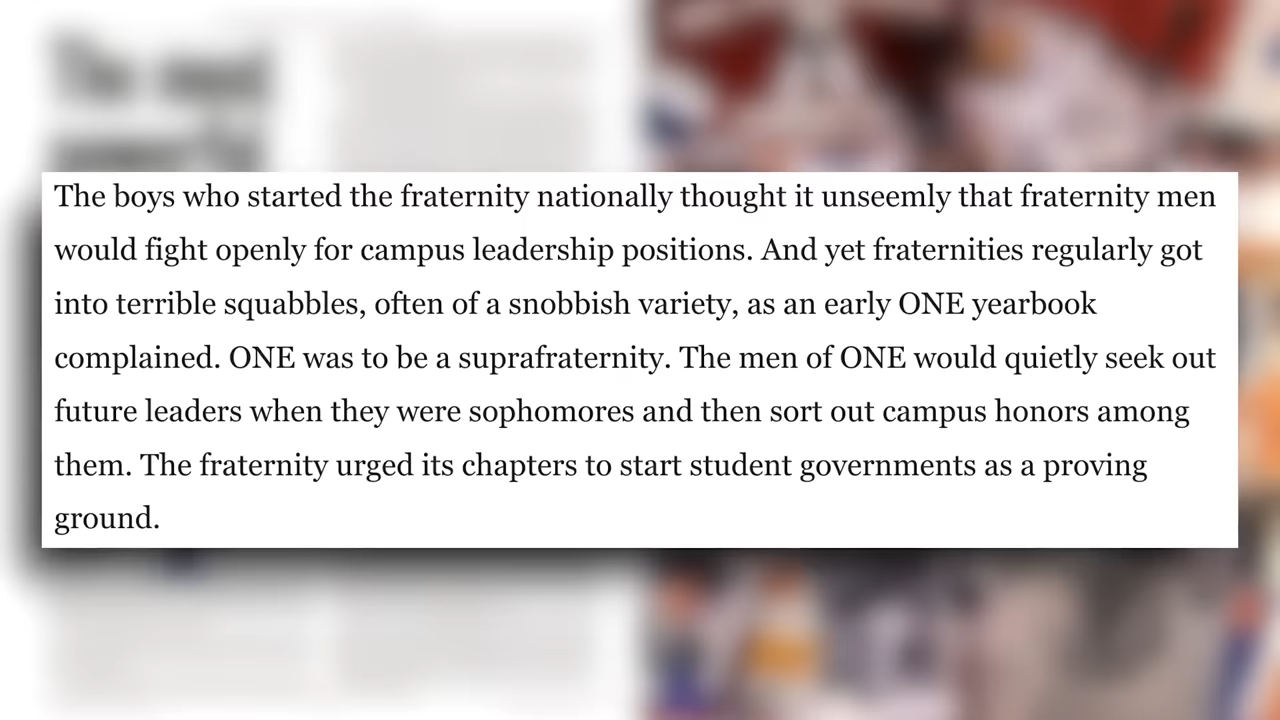 The most
powerful
The boys who started the fraternity nationally thought it unseemly that fraternity men
would fight openly for campus leadership positions. And yet fraternities regularly got
into terrible squabbles, often of a snobbish variety, as an early ONE yearbook
complained. ONE was to be a suprafraternity. The men of ONE would quietly seek out
future leaders when they were sophomores and then sort out campus honors among
them. The fraternity urged its chapters to start student governments as a proving
ground.